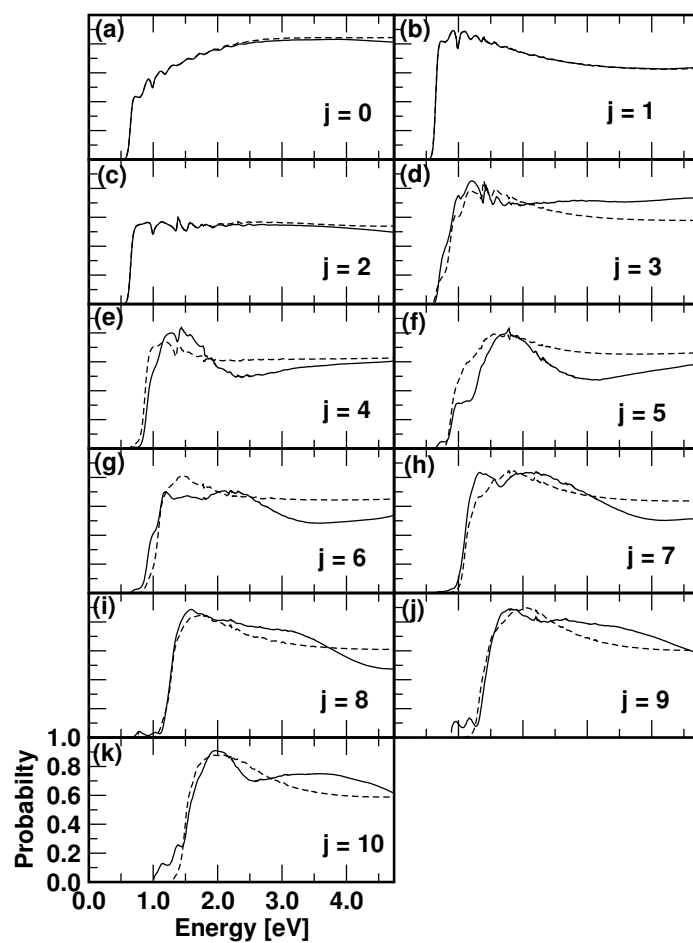 (a)
j = 0
(b)
j = 1
(c)
j = 2
(d)
j = 3
(e)
j = 4
(f)
j = 5
(g)
j = 6
(h)
j = 7
(i)
j = 8
(j)
j = 9
(k)
j = 10
1.0
0.8
0.6
0.4
0.2
0.0
Probabilty
0.0 1.0 2.0 3.0 4.0
Energy [eV]